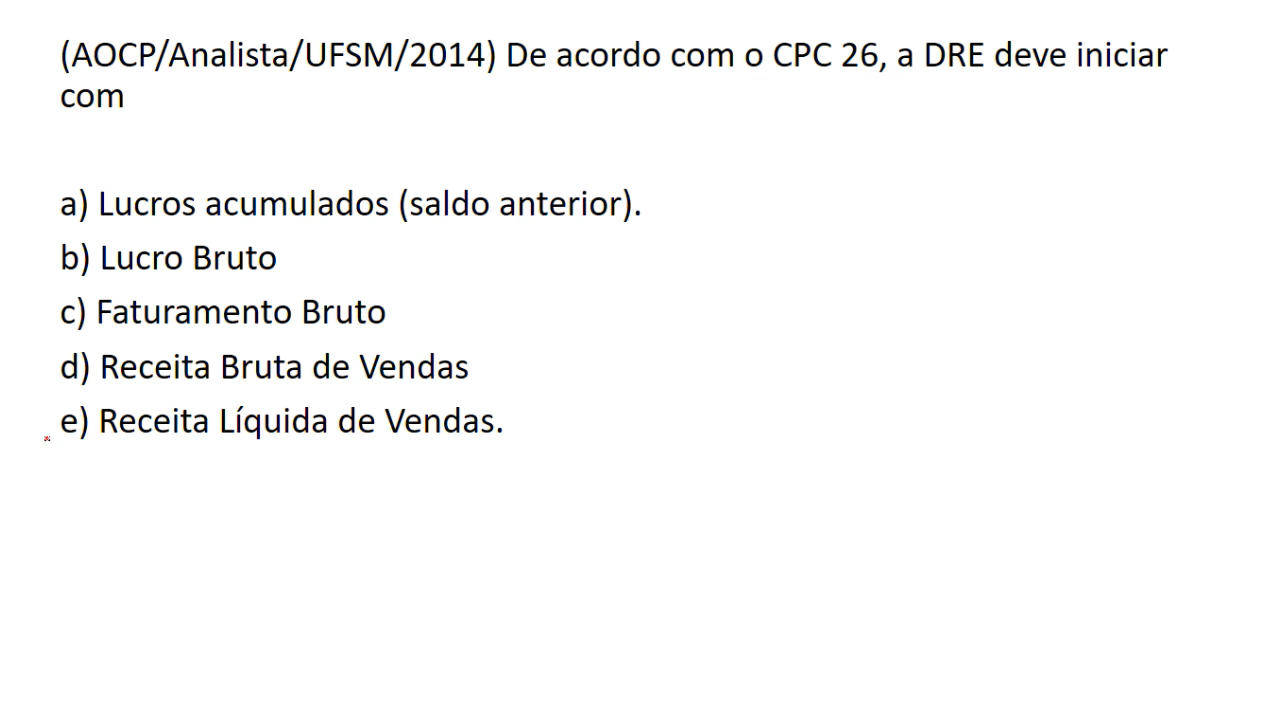 (AOCP/Analista/UFSM/2014) De acordo com o CPC 26, a DRE deve iniciar
com
a) Lucros acumulados (saldo anterior).
b) Lucro Bruto
c) Faturamento Bruto
d) Receita Bruta de Vendas
e) Receita Líquida de Vendas.